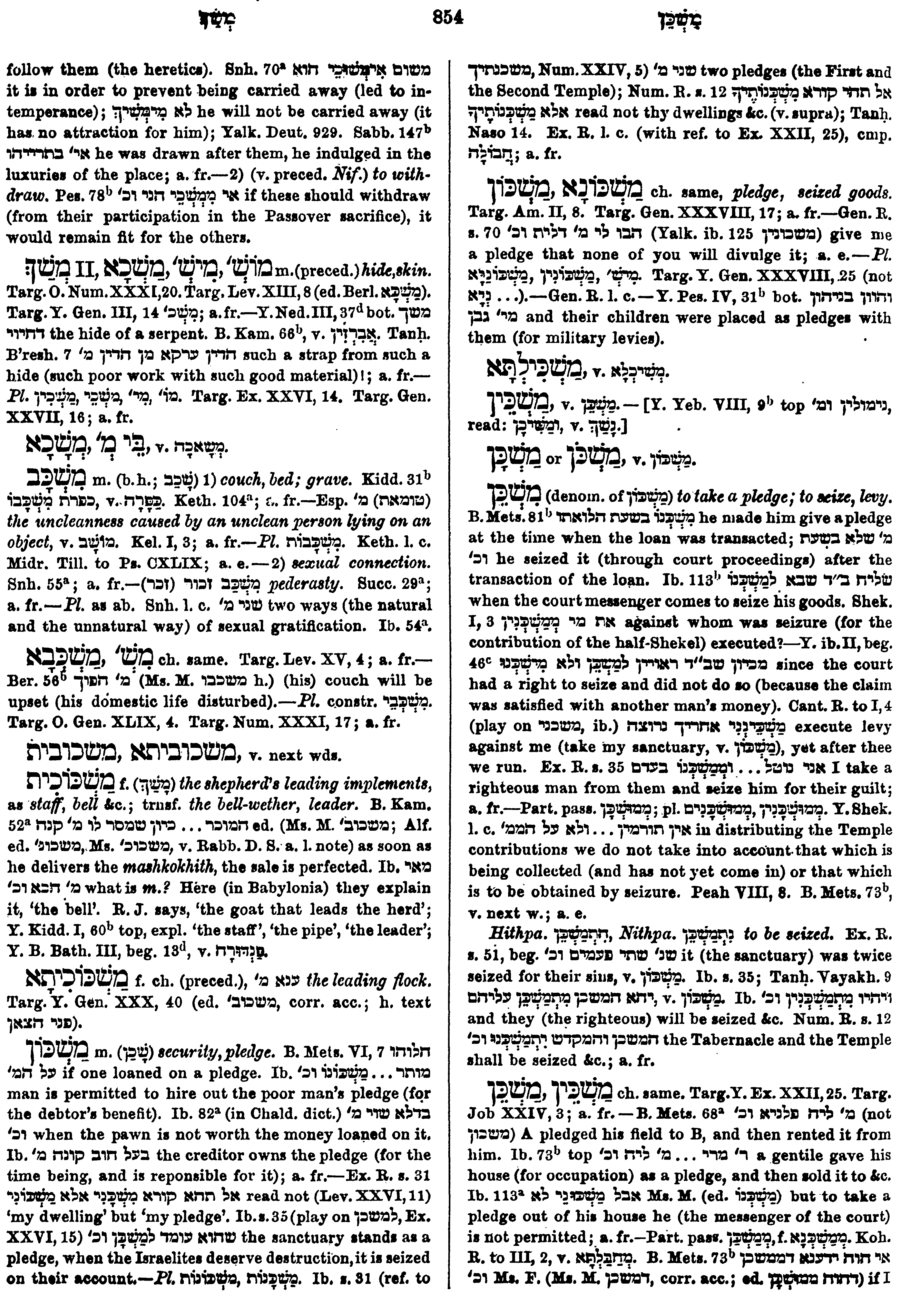 מָשַׁךְ 854 מַשְׁכֵּן
follow them (the heretics). Snh. 70ᵃ משום אִימְּשׁוּכֵי הוא
it is in order to prevent being carried away (led to in-
temperance); לא מִימְּשִׁיךְ he will not be carried away (it
has no attraction for him); Yalk. Deut. 929. Sabb. 147ᵇ
אי׳ בתרייהו he was drawn after them, he indulged in the
luxuries of the place; a. fr.—2) (v. preced. Nif.) to with-
draw. Pes. 78ᵇ אי מִמַּשְׁכֵי הני וכ׳ if these should withdraw
(from their participation in the Passover sacrifice), it
would remain fit for the others.
מְשַׁךְ II, מַשְׁכָא, מִישׁ׳, מוֹשׁ׳ m. (preced.) hide, skin.
Targ. O. Num. XXXI, 20. Targ. Lev. XIII, 8 (ed. Berl. מַשְׁכָּא).
Targ. Y. Gen. III, 14 מֶשֶׁכ׳; a. fr.—Y. Ned. III, 37ᵈ bot. משך
דחיויי the hide of a serpent. B. Kam. 66ᵇ, v. אַבְרְזִין. Tanḥ.
B'resh. 7 הדין ערקא מן הדין מ׳ such a strap from such a
hide (such poor work with such good material)!; a. fr.—
Pl. מַשְׁכִין, מַשְׁכֵי, מִי׳, מוֹ׳. Targ. Ex. XXVI, 14. Targ. Gen.
XXVII, 16; a. fr.
מַשְׁכָא, בֵּי מ׳, v. מְשָׁאכָה.
מִשְׁכָּב m. (b. h.; שָׁכַב) 1) couch, bed; grave. Kidd. 31ᵇ
כפרת מִשְׁכָּבוֹ, v. כַּפָּרָה. Keth. 104ᵃ; a. fr.—Esp. מ׳ (טומאת)
the uncleanness caused by an unclean person lying on an
object, v. מוֹשָׁב. Kel. I, 3; a. fr.—Pl. מִשְׁכָּבוֹת. Keth. l. c.
Midr. Till. to Ps. CXLIX; a. e.—2) sexual connection.
Snh. 55ᵃ; a. fr.—(זכר) מִשְׁכַּב זכור pederasty. Succ. 29ᵃ;
a. fr.—Pl. as ab. Snh. l. c. שני מ׳ two ways (the natural
and the unnatural way) of sexual gratification. Ib. 54ᵃ.
מִשְׁכְּבָא, מַשׁ׳ ch. same. Targ. Lev. XV, 4; a. fr.—
Ber. 56ᵇ מ׳ הפוך (Ms. M. משכבו h.) (his) couch will be
upset (his domestic life disturbed).—Pl. constr. מִשְׁכְּבֵי.
Targ. O. Gen. XLIX, 4. Targ. Num. XXXI, 17; a. fr.
משכוביתא, משכובית, v. next wds.
מַשְׁכּוֹכִית f. (מָשַׁךְ) the shepherd's leading implements,
as staff, bell &c.; trnsf. the bell-wether, leader. B. Kam.
52ᵃ המוכר ... כיון שמסר לו מ׳ קנה ed. (Ms. M. משכוב׳; Alf.
ed. משכוני׳, Ms. משכוכ׳, v. Rabb. D. S. a. l. note) as soon as
he delivers the mashkokhith, the sale is perfected. Ib. מאי
מ׳ הכא וכ׳ what is m.? Here (in Babylonia) they explain
it, 'the bell'. R. J. says, 'the goat that leads the herd';
Y. Kidd. I, 60ᵇ top, expl. 'the staff', 'the pipe', 'the leader';
Y. B. Bath. III, beg. 13ᵈ, v. פַּנְדּוּרָה.
מַשְׁכּוֹכִיתָא f. ch. (preced.), ענא מ׳ the leading flock.
Targ. Y. Gen. XXX, 40 (ed. משכוב׳, corr. acc.; h. text
פני הצאן).
מַשְׁכּוֹן m. (שָׁכַן) security, pledge. B. Mets. VI, 7 הלוהו
על המ׳ if one loaned on a pledge. Ib. מותר... מַשְׁכּוֹנוֹ וכ׳
man is permitted to hire out the poor man's pledge (for
the debtor's benefit). Ib. 82ᵃ (in Chald. dict.) בדלא שוי מ׳
וכ׳ when the pawn is not worth the money loaned on it.
Ib. בעל חוב קונה מ׳ the creditor owns the pledge (for the
time being, and is reponsible for it); a. fr.—Ex. R. s. 31
אל תהא קורא מִשְׁכָּנִי אלא מַשְׁכּוֹנִי read not (Lev. XXVI, 11)
'my dwelling' but 'my pledge'. Ib. s. 35 (play on למשכן, Ex.
XXVI, 15) שהוא עומד לְמַשְׁכֵּן וכ׳ the sanctuary stands as a
pledge, when the Israelites deserve destruction, it is seized
on their account.—Pl. מַשְׁכָּנוֹת, מַשְׁכּוֹנוֹת. Ib. s. 31 (ref. to
משכנתיך, Num. XXIV, 5) שני מ׳ two pledges (the First and
the Second Temple); Num. R. s. 12 אל תהי קורא מִשְׁכְּנוֹתֶיךָ
אלא מַשְׁכְּנוֹתֶיךָ read not thy dwellings &c. (v. supra); Tanḥ.
Naso 14. Ex. R. l. c. (with ref. to Ex. XXII, 25), cmp.
חֲבוֹלָה; a. fr.
מַשְׁכּוֹנָא, מַשְׁכּוֹן ch. same, pledge, seized goods.
Targ. Am. II, 8. Targ. Gen. XXXVIII, 17; a. fr.—Gen. R.
s. 70 הבו לי מ׳ דלית וכ׳ (Yalk. ib. 125 משכונין) give me
a pledge that none of you will divulge it; a. e.—Pl.
מַשְׁכּוֹנַיָּא, מַשְׁכּוֹנִין, מִישׁ׳. Targ. Y. Gen. XXXVIII, 25 (not
נְיָא ...).—Gen. R. l. c.—Y. Pes. IV, 31ᵇ bot. והוון בניהון
מי׳ גבן and their children were placed as pledges with
them (for military levies).
מַשְׁכִּילְתָּא, v. מְשִׁיכְלָא.
מַשְׁכִּין, v. מַשְׁכֵּן.—[Y. Yeb. VIII, 9ᵇ top נימולין ומ׳,
read: וּמַשִּׁיכָן, v. נָשַׁךְ.]
מַשְׁכֹּן or מַשְׁכָּן, v. מַשְׁכּוֹן.
מַשְׁכֵּן (denom. of מַשְׁכּוֹן) to take a pledge; to seize, levy.
B. Mets. 81ᵇ מִשְׁכְּנוֹ בשעת הלואתו he made him give a pledge
at the time when the loan was transacted; מ׳ שלא בשעת
וכ׳ he seized it (through court proceedings) after the
transaction of the loan. Ib. 113ᵇ שליח ב״ד שבא לְמַשְׁכְּנוֹ
when the court messenger comes to seize his goods. Shek.
I, 3 את מי מְמַשְׁכְּנִין against whom was seizure (for the
contribution of the half-Shekel) executed?—Y. ib. II, beg.
46ᶜ מכיון שב״ד ראויין לְמַשְׁכֵּן ולא מִישְׁכְּנוּ since the court
had a right to seize and did not do so (because the claim
was satisfied with another man's money). Cant. R. to I, 4
(play on משכני, ib.) מַשְׁכְּינֵנִי אחריך נרוצה execute levy
against me (take my sanctuary, v. מַשְׁכּוֹן), yet after thee
we run. Ex. R. s. 35 אני נוטל... וּמְמַשְׁכְּנוֹ בעדם I take a
righteous man from them and seize him for their guilt;
a. fr.—Part. pass. מְמוּשְׁכָּן; pl. מְמוּשְׁכָּנִים, מְמוּשְׁכָּנִין. Y. Shek.
l. c. אין תורמין... ולא על הממ׳ in distributing the Temple
contributions we do not take into account that which is
being collected (and has not yet come in) or that which
is to be obtained by seizure. Peah VIII, 8. B. Mets. 73ᵇ,
v. next w.; a. e.
Hithpa. הִתְמַשְׁכֵּן, Nithpa. נִתְמַשְׁכֵּן to be seized. Ex. R.
s. 51, beg. שנ׳ שתי פעמים וכ׳ it (the sanctuary) was twice
seized for their sins, v. מַשְׁכּוֹן. Ib. s. 35; Tanḥ. Vayakh. 9
יהא המשכן מִתְמַשְׁכֵּן עליהם, v. מַשְׁכּוֹן. Ib. ויהיו מִתְמַשְׁכְּנִין וכ׳
and they (the righteous) will be seized &c. Num. R. s. 12
המשכן והמקדש יִתְמַשְׁכְּנוּ וכ׳ the Tabernacle and the Temple
shall be seized &c.; a. fr.
מַשְׁכֵּין, מַשְׁכֵּן ch. same. Targ. Y. Ex. XXII, 25. Targ.
Job XXIV, 3; a. fr.—B. Mets. 68ᵃ מ׳ ליה פלניא וכ׳ (not
משכון) A pledged his field to B, and then rented it from
him. Ib. 73ᵇ top ר׳ מרי ... מ׳ ליה וכ׳ a gentile gave his
house (for occupation) as a pledge, and then sold it to &c.
Ib. 113ᵃ אבל מַשְׁכּוּנֵי לא Ms. M. (ed. מִשְׁכְּנוֹ) but to take a
pledge out of his house he (the messenger of the court)
is not permitted; a. fr.—Part. pass. מְמַשְׁכַּן, f. מְמַשְׁכְּנָא. Koh.
R. to III, 2, v. מְחַבַּלְתָּא. B. Mets. 73ᵇ אי הוה ידענא דממשכן
וכ׳ Ms. F. (Ms. M. דמשכן, corr. acc.; ed. דהוה ממושכן) if I